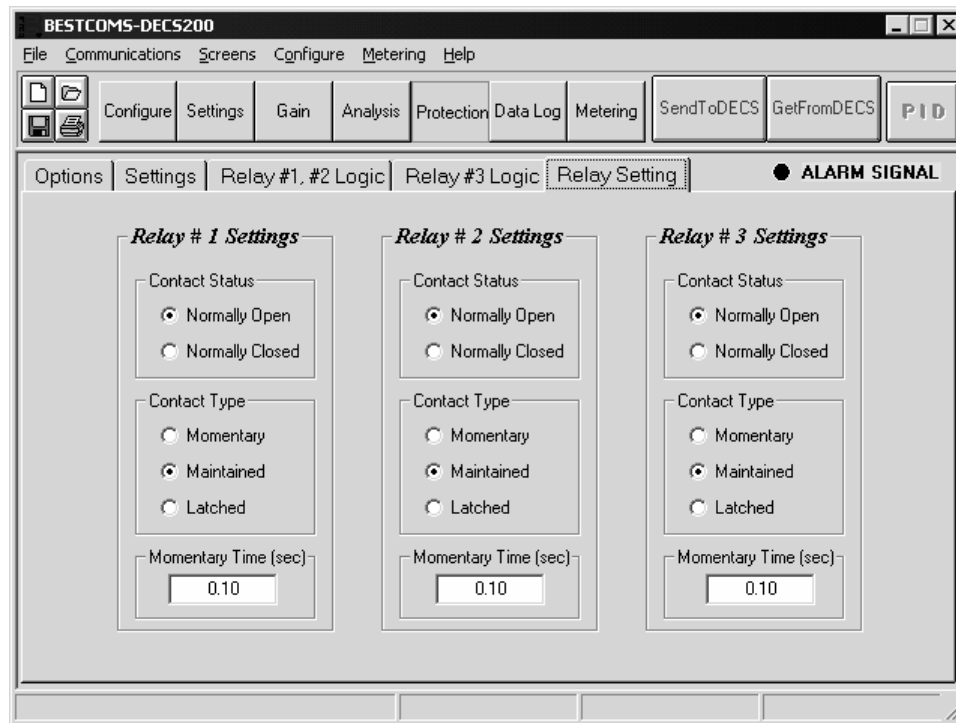 BESTCOMS-DECS200
File Communications Screens Configure Metering Help
Configure Settings Gain Analysis Protection Data Log Metering SendToDECS GetFromDECS PID
Options Settings Relay #1, #2 Logic Relay #3 Logic Relay Setting ALARM SIGNAL
Relay # 1 Settings Relay # 2 Settings Relay # 3 Settings
Contact Status Contact Status Contact Status
Normally Open Normally Open Normally Open
Normally Closed Normally Closed Normally Closed
Contact Type Contact Type Contact Type
Momentary Momentary Momentary
Maintained Maintained Maintained
Latched Latched Latched
Momentary Time (sec) Momentary Time (sec) Momentary Time (sec)
0.10 0.10 0.10